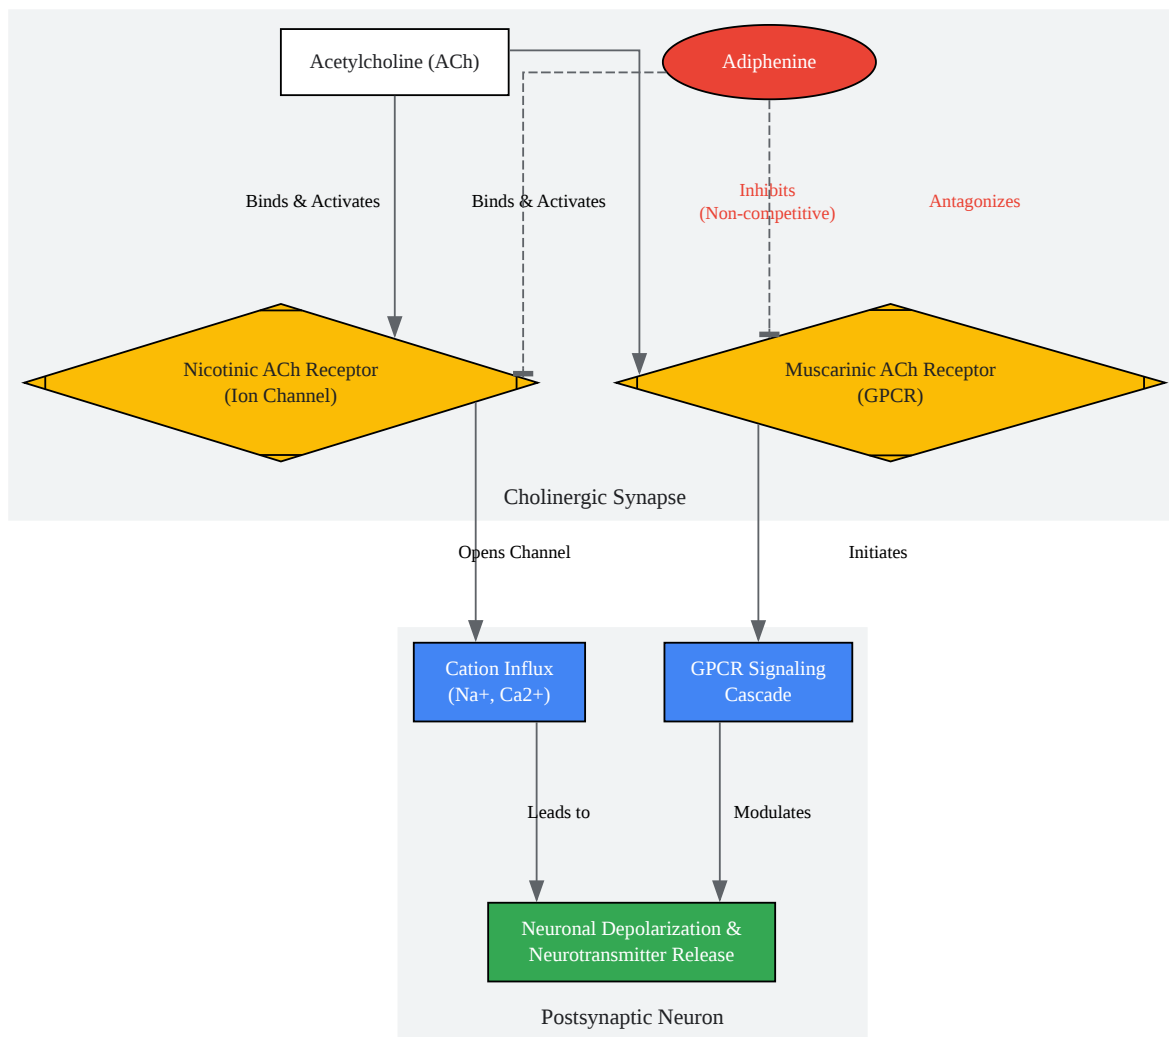 Acetylcholine (ACh)
Adiphenine
Binds & Activates
Binds & Activates
Inhibits
(Non-competitive)
Antagonizes
Nicotinic ACh Receptor
(Ion Channel)
Muscarinic ACh Receptor
(GPCR)
Cholinergic Synapse
Opens Channel
Initiates
Cation Influx
(Na+, Ca2+)
GPCR Signaling
Cascade
Leads to
Modulates
Neuronal Depolarization &
Neurotransmitter Release
Postsynaptic Neuron